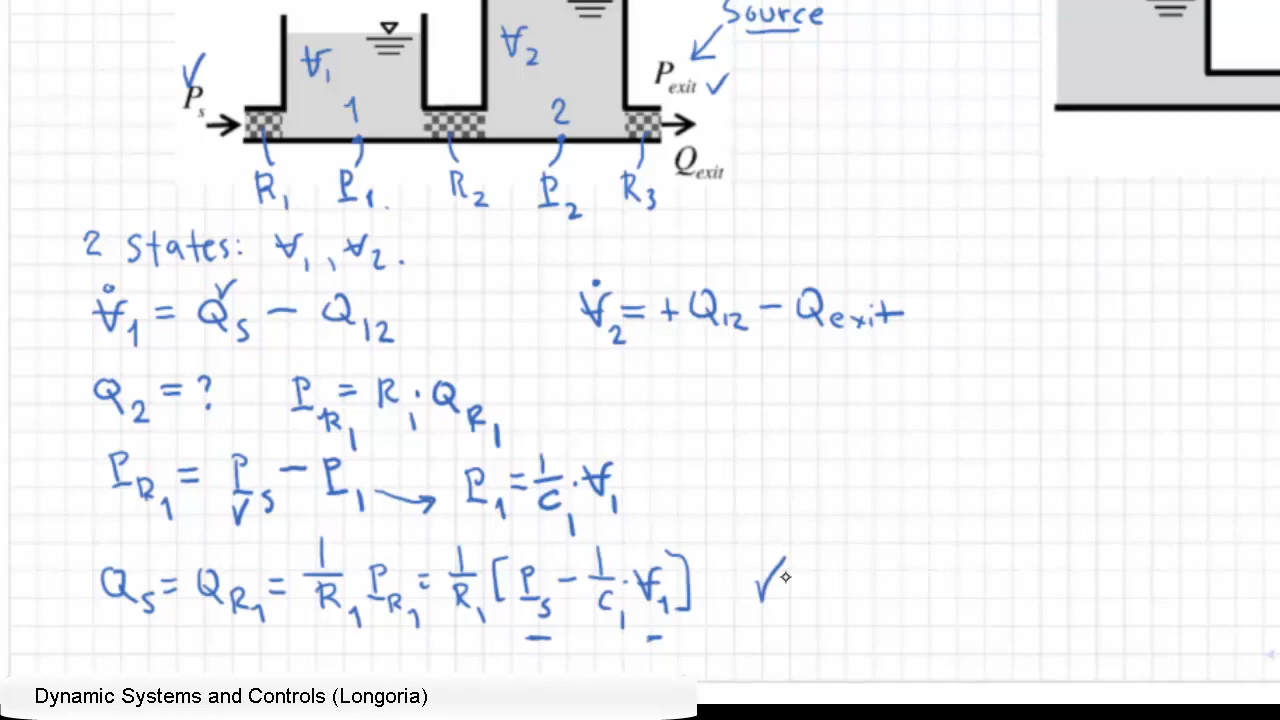 Source
V̶₁
V̶₂
P_exit ✓
✓
P_s
1
2
Q_exit
R₁ P₁ R₂ P₂ R₃
2 states: V̶₁, V̶₂.
V̶̇₁ = Q_s - Q₁₂ V̶̇₂ = + Q₁₂ - Q_exit
Q₂ = ? P_R₁ = R₁ · Q_R₁
P_R₁ = P_s - P₁ → P₁ = 1/C₁ · V̶₁
Q_s = Q_R₁ = 1/R₁ P_R₁ = 1/R₁ [P_s - 1/C₁ · V̶₁] ✓
Dynamic Systems and Controls (Longoria)